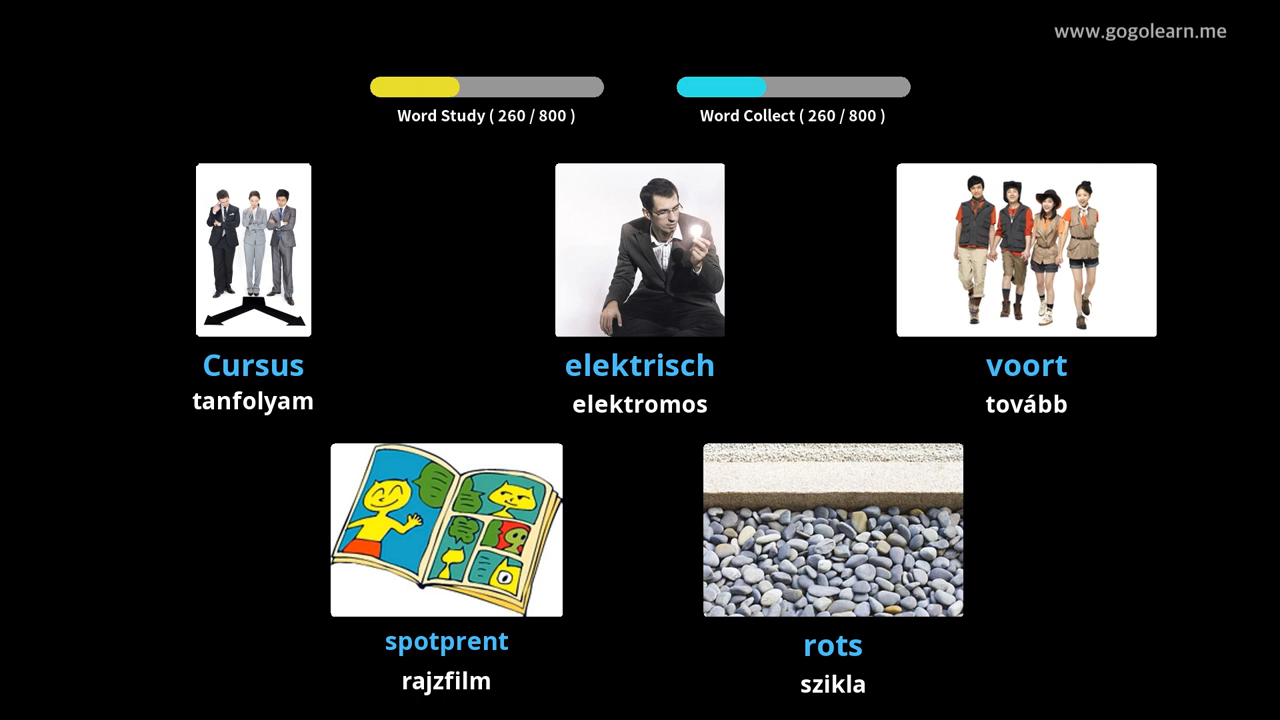 www.gogolearn.me
Word Study ( 260 / 800 )
Word Collect ( 260 / 800 )
Cursus
tanfolyam
elektrisch
elektromos
voort
tovább
spotprent
rajzfilm
rots
szikla